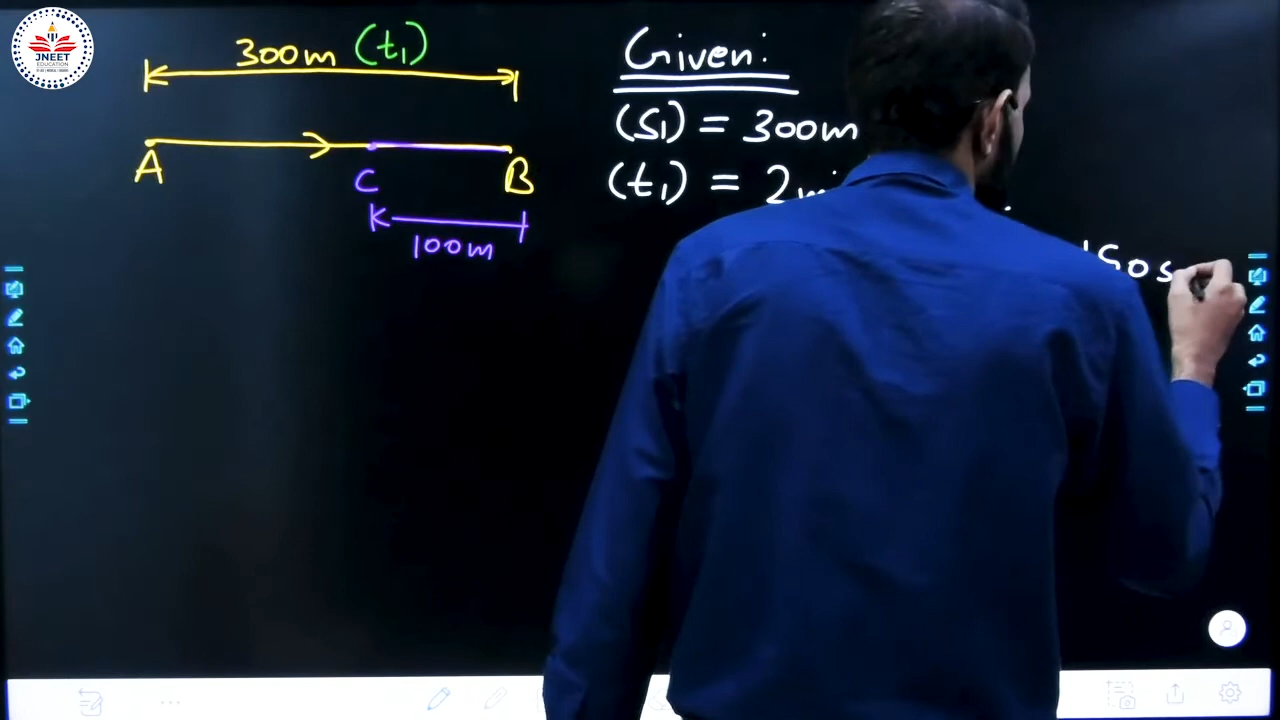 JNEET
EDUCATION
300m (t₁)
A
C
B
100m
Given:
(S₁) = 300m
(t₁) = 2
150s